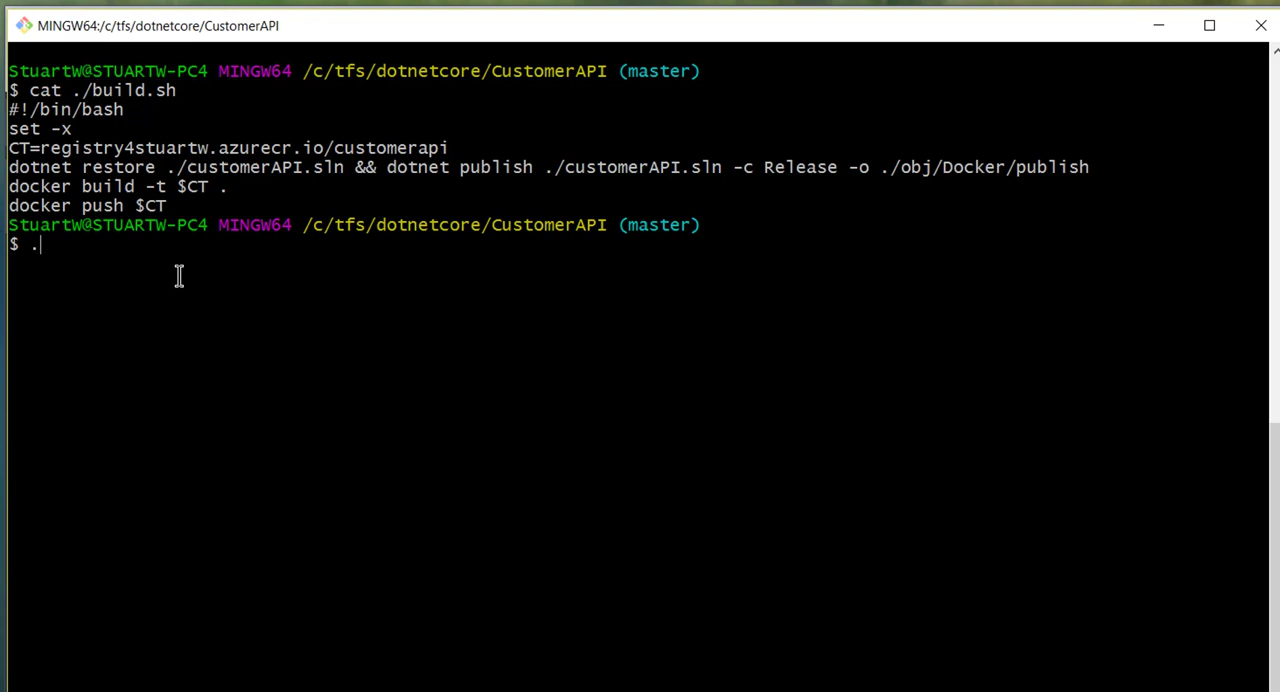 MINGW64:/c/tfs/dotnetcore/CustomerAPI
StuartW@STUARTW-PC4 MINGW64 /c/tfs/dotnetcore/CustomerAPI (master)
$ cat ./build.sh
#!/bin/bash
set -x
CT=registry4stuartw.azurecr.io/customerapi
dotnet restore ./customerAPI.sln && dotnet publish ./customerAPI.sln -c Release -o ./obj/Docker/publish
docker build -t $CT .
docker push $CT
StuartW@STUARTW-PC4 MINGW64 /c/tfs/dotnetcore/CustomerAPI (master)
$ .